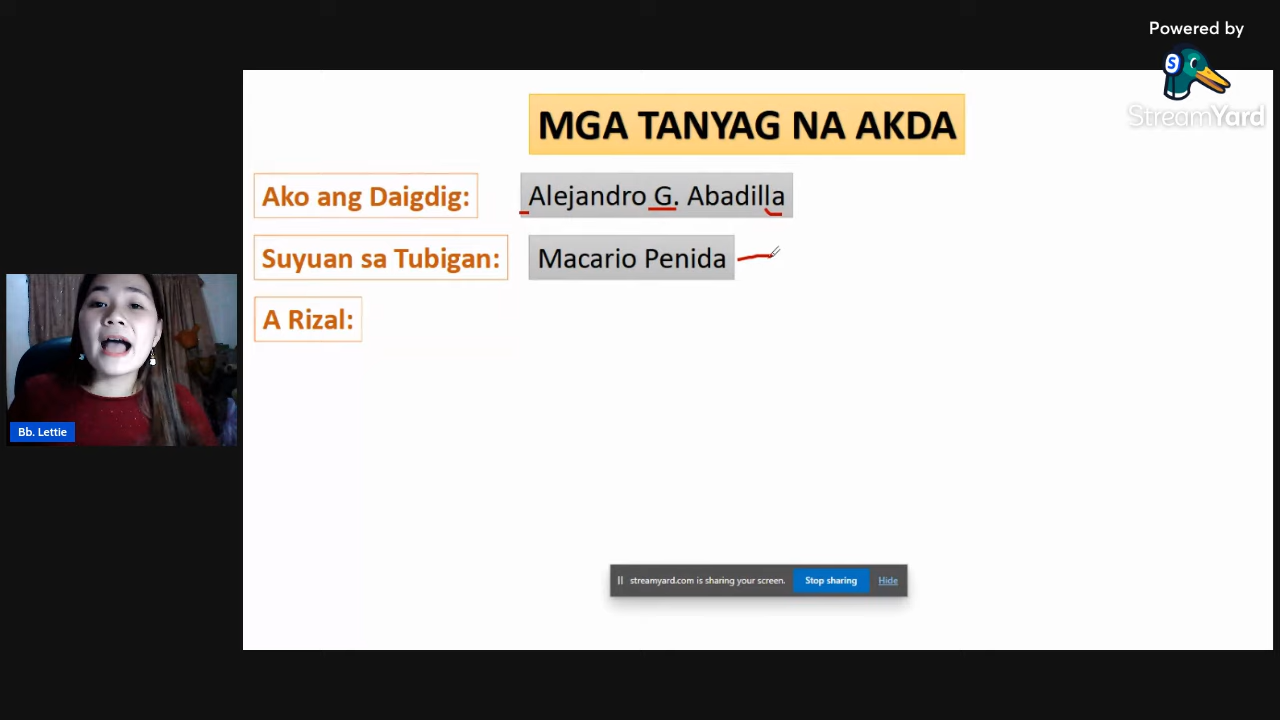 Powered by
StreamYard
MGA TANYAG NA AKDA
Ako ang Daigdig: Alejandro G. Abadilla
Suyuan sa Tubigan: Macario Penida
A Rizal:
Bb. Lettie
streamyard.com is sharing your screen. Stop sharing Hide